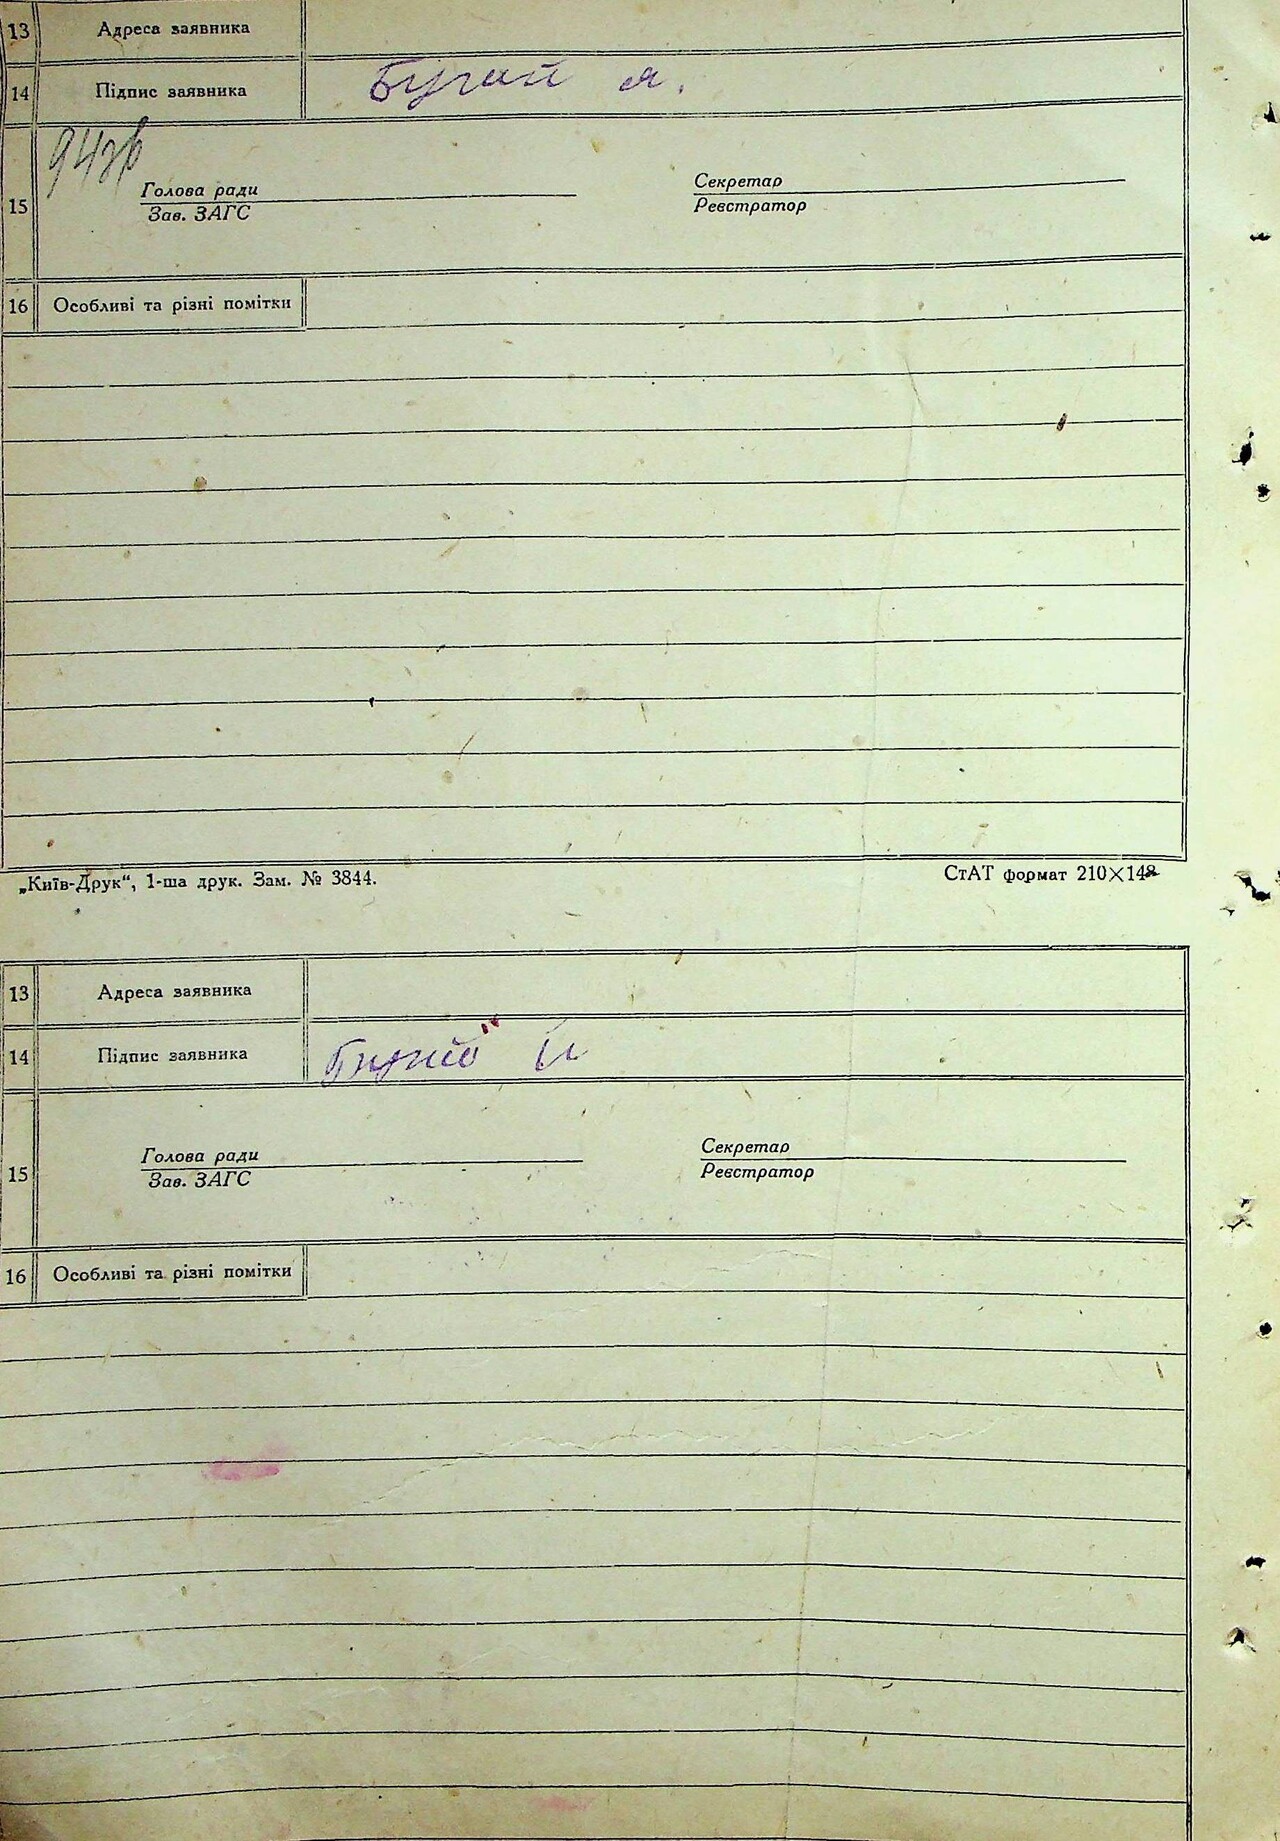 13 Адреса заявника
14 Підпис заявника Бугай я.
15
Голова ради Секретар
Зав. ЗАГС Реєстратор
16 Особливі та різні помітки
„Київ-Друк“, 1-ша друк. Зам. № 3844. СтАТ формат 210×148
13 Адреса заявника
14 Підпис заявника
15
Голова ради Секретар
Зав. ЗАГС Реєстратор
16 Особливі та різні помітки